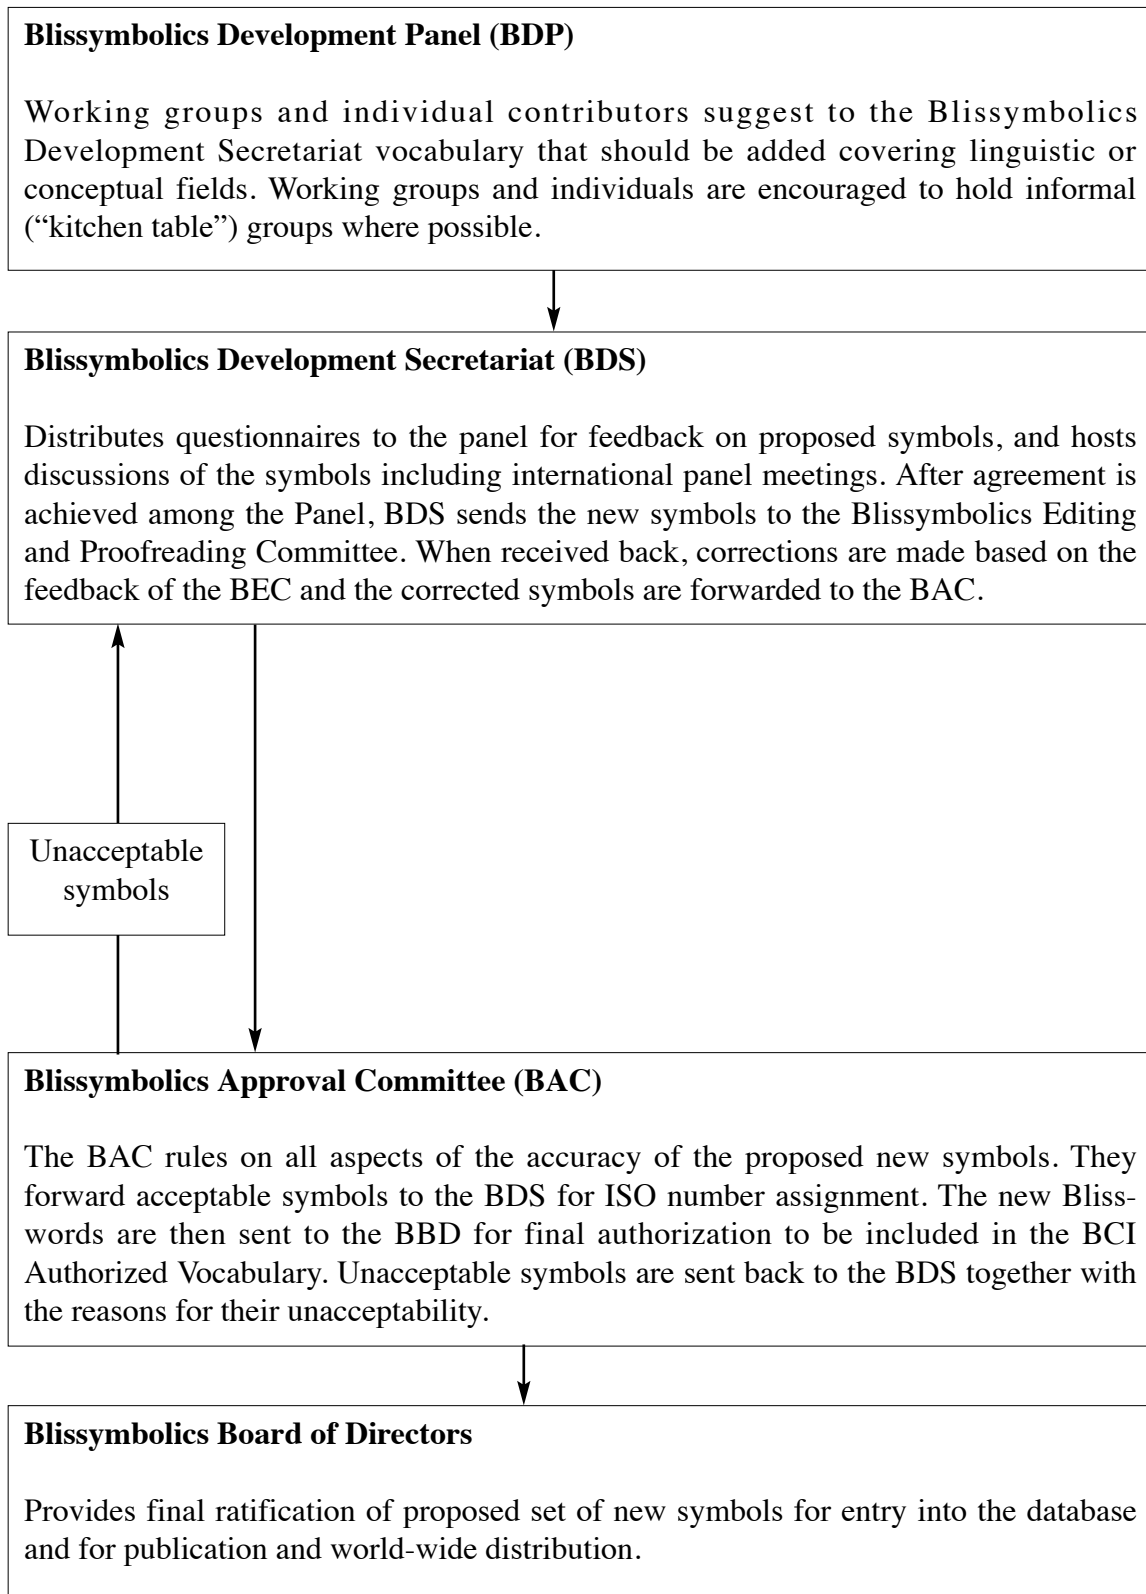 Blissymbolics Development Panel (BDP)
Working groups and individual contributors suggest to the Blissymbolics
Development Secretariat vocabulary that should be added covering linguistic or
conceptual fields. Working groups and individuals are encouraged to hold informal
(“kitchen table”) groups where possible.
Blissymbolics Development Secretariat (BDS)
Distributes questionnaires to the panel for feedback on proposed symbols, and hosts
discussions of the symbols including international panel meetings. After agreement is
achieved among the Panel, BDS sends the new symbols to the Blissymbolics Editing
and Proofreading Committee. When received back, corrections are made based on the
feedback of the BEC and the corrected symbols are forwarded to the BAC.
Unacceptable
symbols
Blissymbolics Approval Committee (BAC)
The BAC rules on all aspects of the accuracy of the proposed new symbols. They
forward acceptable symbols to the BDS for ISO number assignment. The new Bliss-
words are then sent to the BBD for final authorization to be included in the BCI
Authorized Vocabulary. Unacceptable symbols are sent back to the BDS together with
the reasons for their unacceptability.
Blissymbolics Board of Directors
Provides final ratification of proposed set of new symbols for entry into the database
and for publication and world-wide distribution.